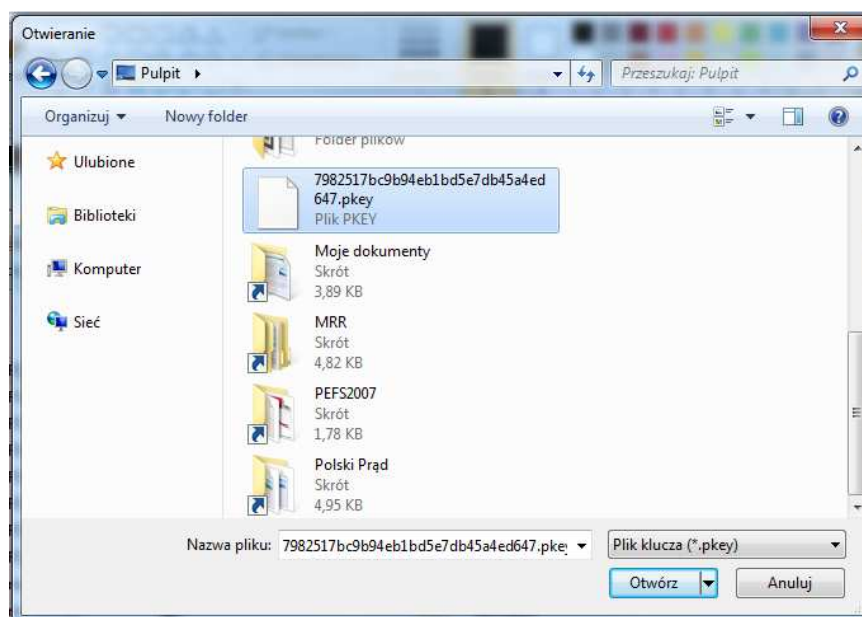 Otwieranie
Pulpit
Przeszukaj: Pulpit
Organizuj
Nowy folder
Folder plików
Ulubione
7982517bc9b94eb1bd5e7db45a4ed
647.pkey
Plik PKEY
Biblioteki
Moje dokumenty
Skrót
3,89 KB
Komputer
Sieć
MRR
Skrót
4,82 KB
PEFS2007
Skrót
1,78 KB
Polski Prąd
Skrót
4,95 KB
Nazwa pliku: 7982517bc9b94eb1bd5e7db45a4ed647.pkey
Plik klucza (*.pkey)
Otwórz
Anuluj